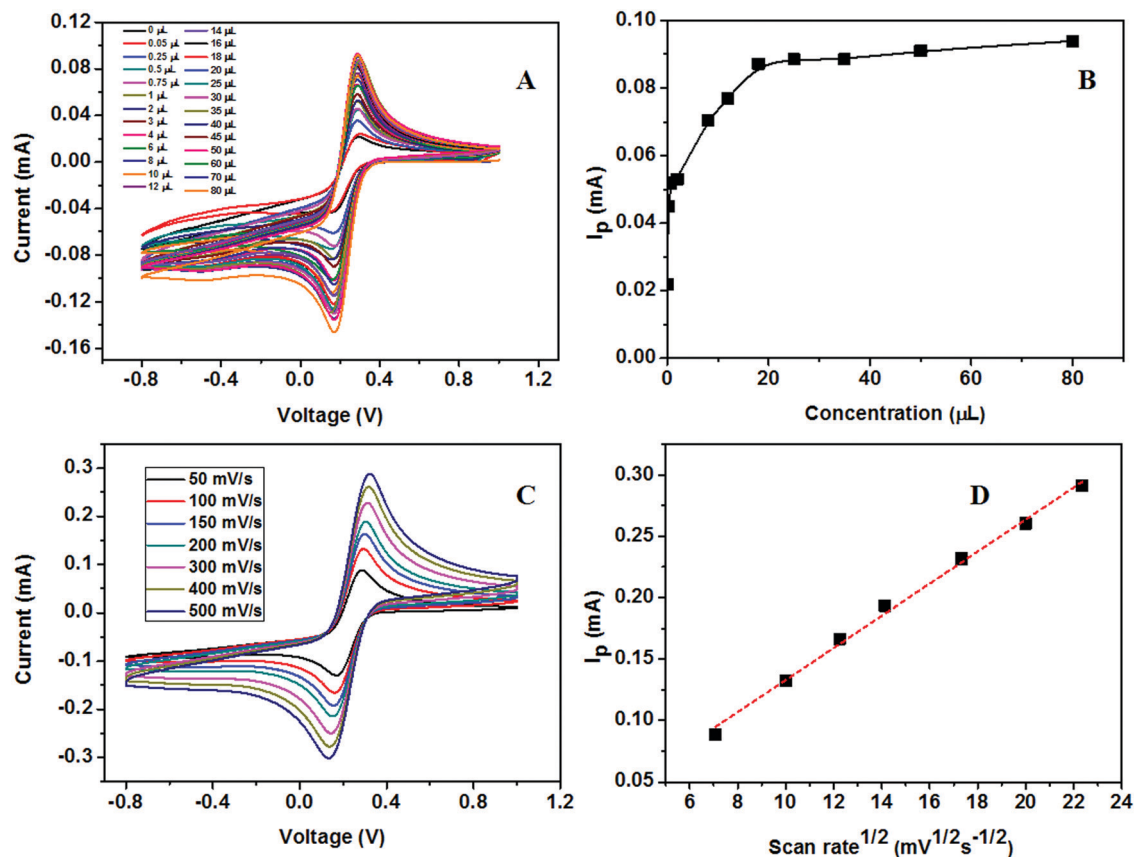 A
0 µL 14 µL
0.05 µL 16 µL
0.25 µL 18 µL
0.5 µL 20 µL
0.75 µL 25 µL
1 µL 30 µL
2 µL 35 µL
3 µL 40 µL
4 µL 45 µL
6 µL 50 µL
8 µL 60 µL
10 µL 70 µL
12 µL 80 µL
Current (mA)
0.12
0.08
0.04
0.00
-0.04
-0.08
-0.12
-0.16
-0.8 -0.4 0.0 0.4 0.8 1.2
Voltage (V)
B
I_p (mA)
0.10
0.08
0.06
0.04
0.02
0.00
0 20 40 60 80
Concentration (µL)
C
50 mV/s
100 mV/s
150 mV/s
200 mV/s
300 mV/s
400 mV/s
500 mV/s
Current (mA)
0.3
0.2
0.1
0.0
-0.1
-0.2
-0.3
-0.8 -0.4 0.0 0.4 0.8 1.2
Voltage (V)
D
I_p (mA)
0.30
0.25
0.20
0.15
0.10
0.05
6 8 10 12 14 16 18 20 22 24
Scan rate^1/2 (mV^1/2s^-1/2)